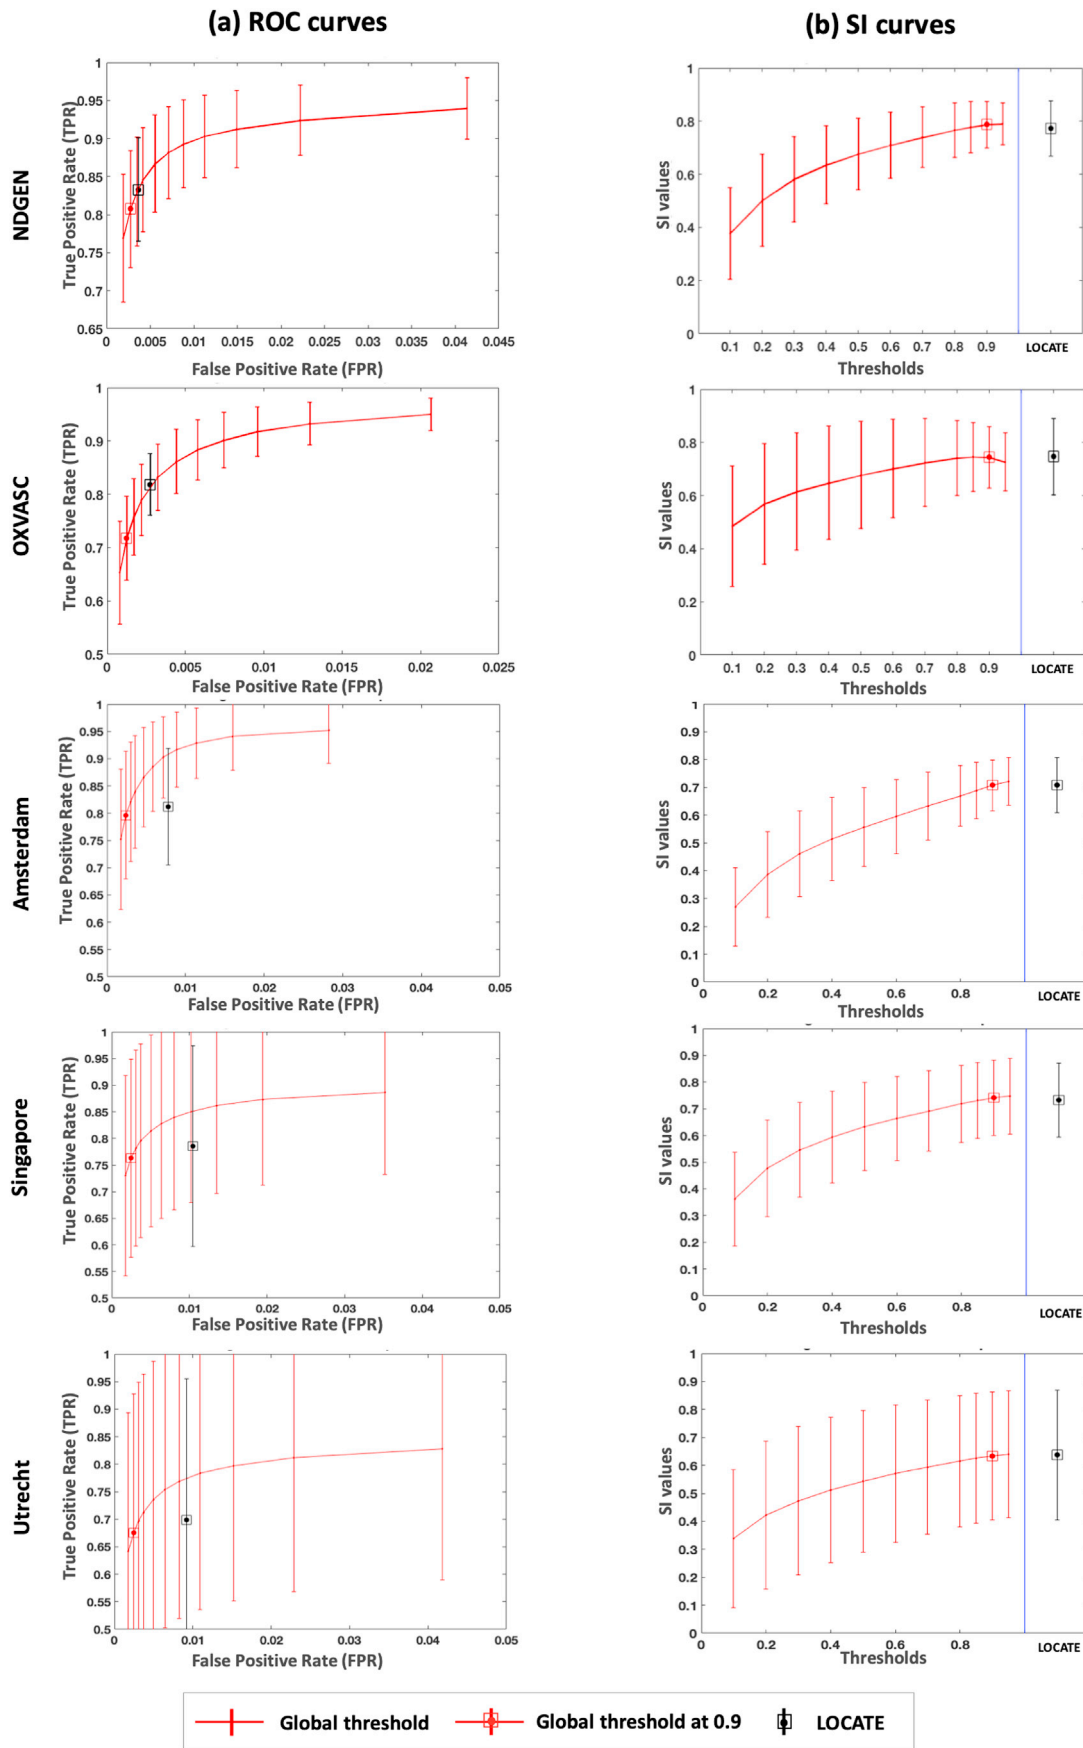 (a) ROC curves
(b) SI curves
NDGEN
True Positive Rate (TPR)
1
0.95
0.9
0.85
0.8
0.75
0.7
0.65
0 0.005 0.01 0.015 0.02 0.025 0.03 0.035 0.04 0.045
False Positive Rate (FPR)
SI values
1
0.8
0.6
0.4
0.2
0
0.1 0.2 0.3 0.4 0.5 0.6 0.7 0.8 0.9 LOCATE
Thresholds
OXVASC
True Positive Rate (TPR)
1
0.9
0.8
0.7
0.6
0.5
0 0.005 0.01 0.015 0.02 0.025
False Positive Rate (FPR)
SI values
1
0.8
0.6
0.4
0.2
0
0.1 0.2 0.3 0.4 0.5 0.6 0.7 0.8 0.9 LOCATE
Thresholds
Amsterdam
True Positive Rate (TPR)
1
0.95
0.9
0.85
0.8
0.75
0.7
0.65
0.6
0.55
0.5
0 0.01 0.02 0.03 0.04 0.05
False Positive Rate (FPR)
SI values
1
0.9
0.8
0.7
0.6
0.5
0.4
0.3
0.2
0.1
0
0 0.2 0.4 0.6 0.8 LOCATE
Thresholds
Singapore
True Positive Rate (TPR)
1
0.95
0.9
0.85
0.8
0.75
0.7
0.65
0.6
0.55
0.5
0 0.01 0.02 0.03 0.04 0.05
False Positive Rate (FPR)
SI values
1
0.9
0.8
0.7
0.6
0.5
0.4
0.3
0.2
0.1
0
0 0.2 0.4 0.6 0.8 LOCATE
Thresholds
Utrecht
True Positive Rate (TPR)
1
0.95
0.9
0.85
0.8
0.75
0.7
0.65
0.6
0.55
0.5
0 0.01 0.02 0.03 0.04 0.05
False Positive Rate (FPR)
SI values
1
0.9
0.8
0.7
0.6
0.5
0.4
0.3
0.2
0.1
0
0 0.2 0.4 0.6 0.8 LOCATE
Thresholds
Global threshold Global threshold at 0.9 LOCATE